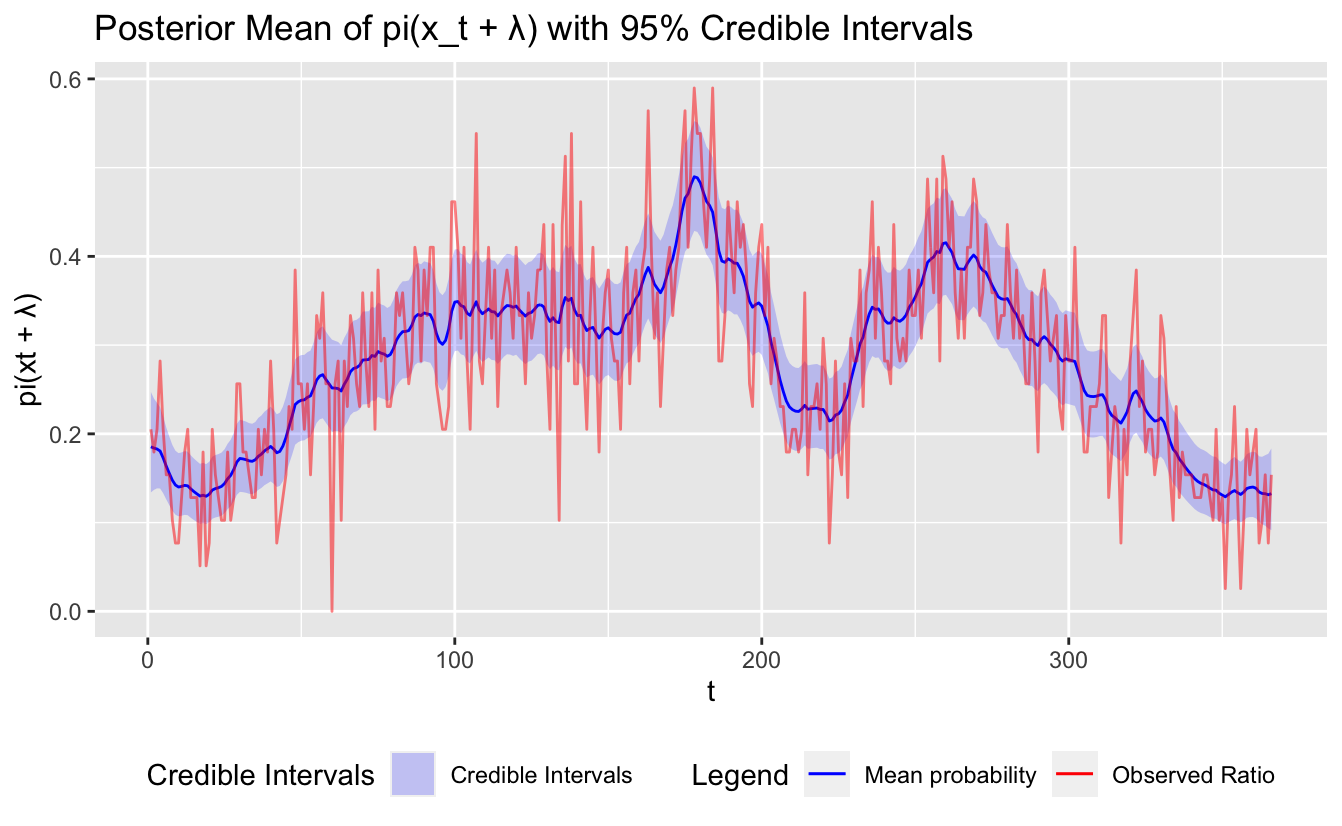 Posterior Mean of pi(x_t + λ) with 95% Credible Intervals
pi(xt + λ)
0.6
0.4
0.2
0.0
0
100
200
300
t
Credible Intervals
Credible Intervals
Legend
Mean probability
Observed Ratio